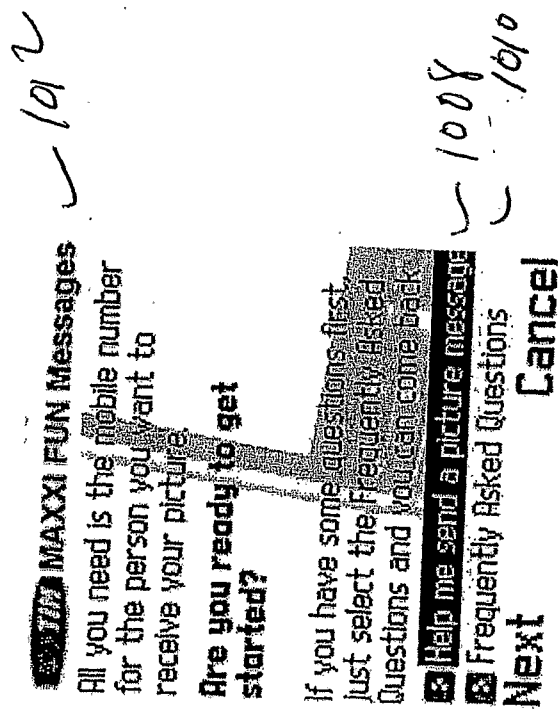 MAXXI FUN Messages 1012
All you need is the mobile number
for the person you want to
receive your picture.
Are you ready to get
started?
If you have some questions first,
just select the Frequently Asked
Questions and you can come back
Help me send a picture message 1008
Frequently Asked Questions 1010
Next Cancel